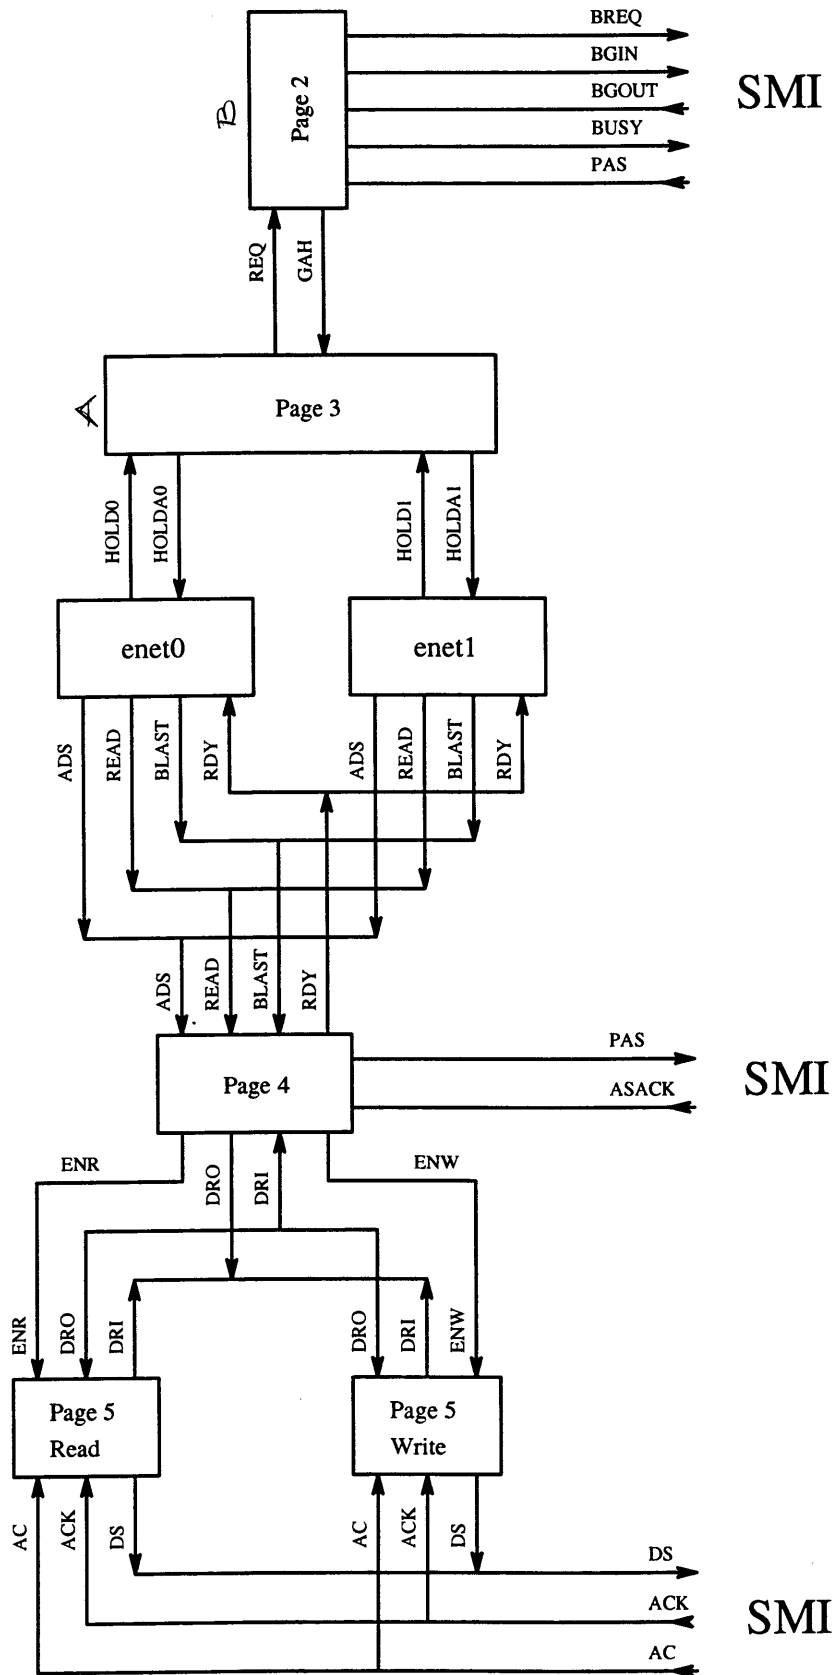 BREQ
BGIN
BGOUT
BUSY
PAS
SMI
B
Page 2
REQ
GAH
A
Page 3
HOLD0
HOLDA0
HOLD1
HOLDA1
enet0
enet1
ADS
READ
BLAST
RDY
ADS
READ
BLAST
RDY
ADS
READ
BLAST
RDY
Page 4
PAS
ASACK
SMI
ENR
DRO
DRI
ENW
ENR
DRO
DRI
DRO
DRI
ENW
Page 5
Read
Page 5
Write
AC
ACK
DS
AC
ACK
DS
DS
ACK
AC
SMI